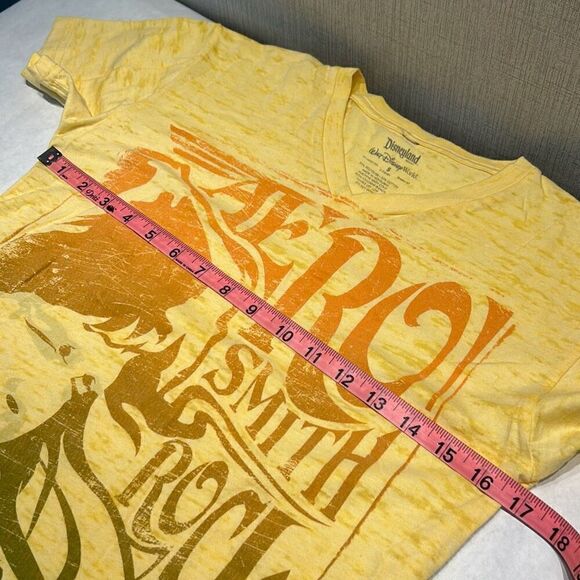 Disneyland
Walt Disney World
S
AERO
SMITH
ROC
1 2 3 4 5 6 7 8 9 10 11 12 13 14 15 16 17 18